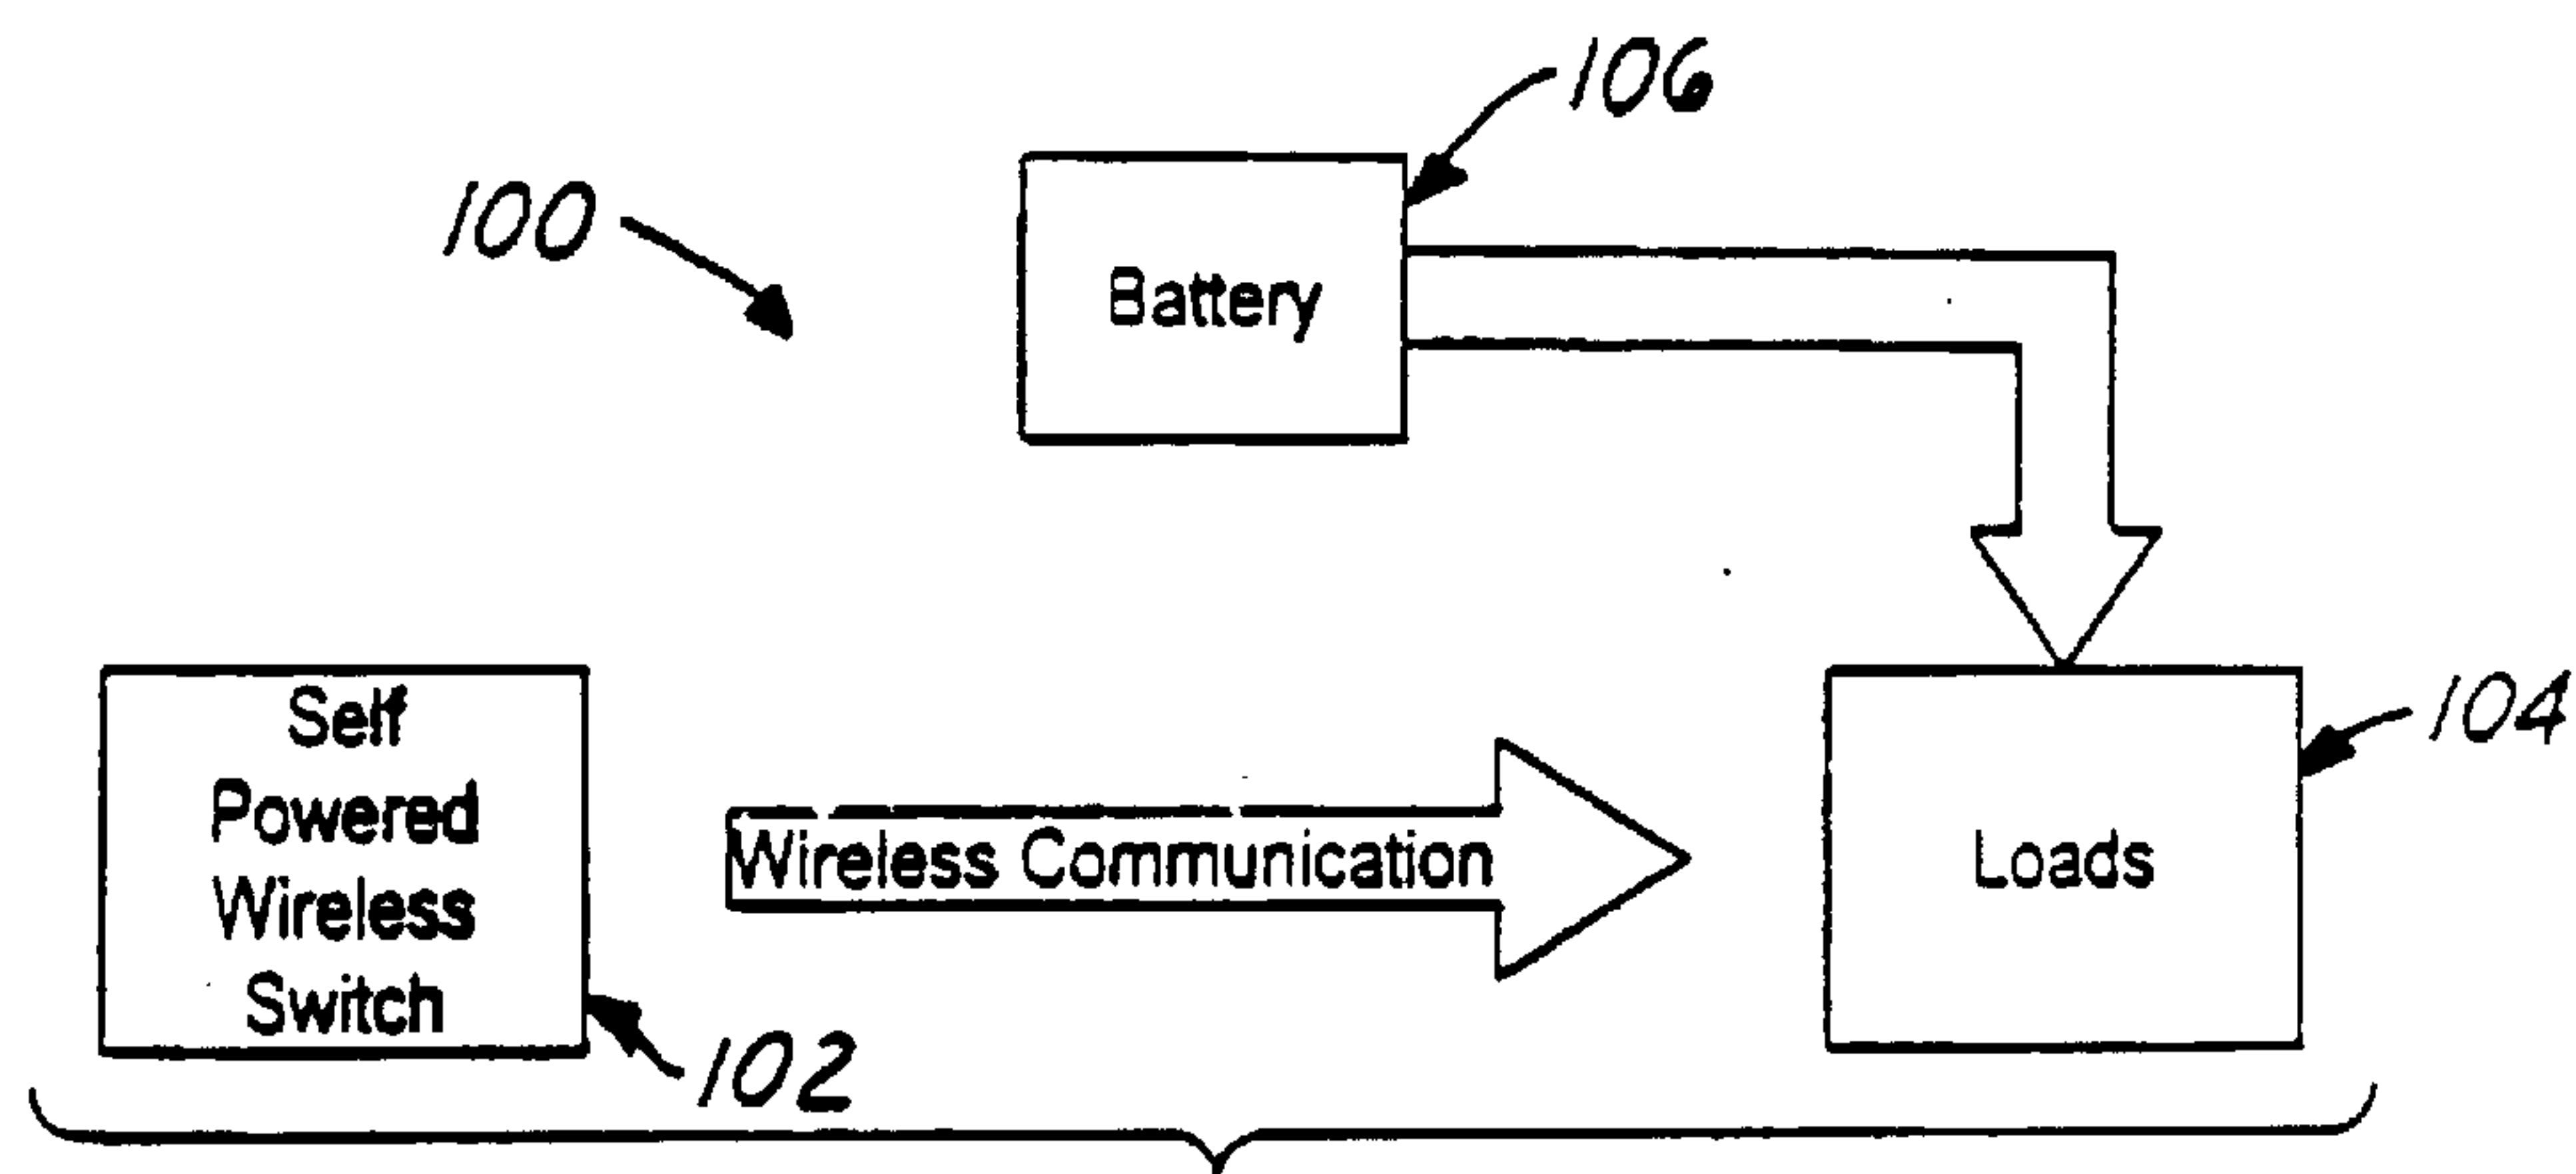 106
100
Battery
Self
Powered
Wireless
Switch
Wireless Communication
Loads
104
102